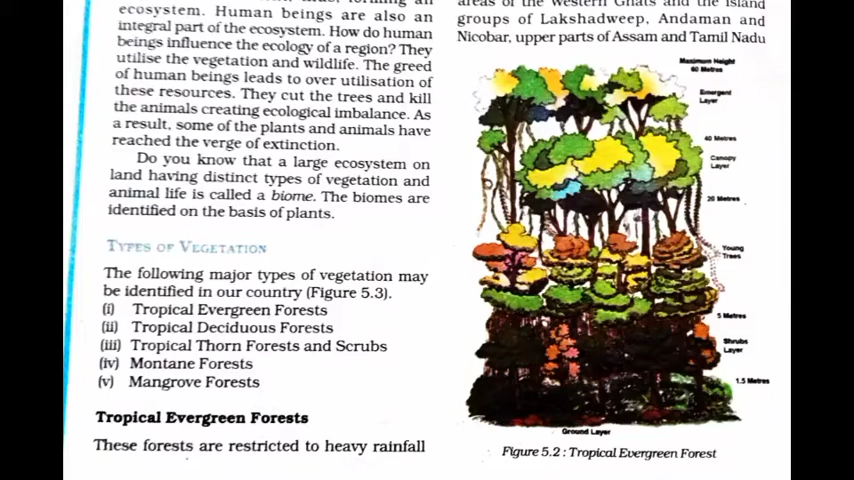 ecosystem. Human beings are also an
integral part of the ecosystem. How do human
beings influence the ecology of a region? They
utilise the vegetation and wildlife. The greed
of human beings leads to over utilisation of
these resources. They cut the trees and kill
the animals creating ecological imbalance. As
a result, some of the plants and animals have
reached the verge of extinction.
Do you know that a large ecosystem on
land having distinct types of vegetation and
animal life is called a biome. The biomes are
identified on the basis of plants.
TYPES OF VEGETATION
The following major types of vegetation may
be identified in our country (Figure 5.3).
(i) Tropical Evergreen Forests
(ii) Tropical Deciduous Forests
(iii) Tropical Thorn Forests and Scrubs
(iv) Montane Forests
(v) Mangrove Forests
Tropical Evergreen Forests
These forests are restricted to heavy rainfall
areas of the Western Ghats and the island
groups of Lakshadweep, Andaman and
Nicobar, upper parts of Assam and Tamil Nadu
Maximum Height
60 Metres
Emergent
Layer
40 Metres
Canopy
Layer
20 Metres
Young
Trees
5 Metres
Shrubs
Layer
1.5 Metres
Ground Layer
Figure 5.2 : Tropical Evergreen Forest